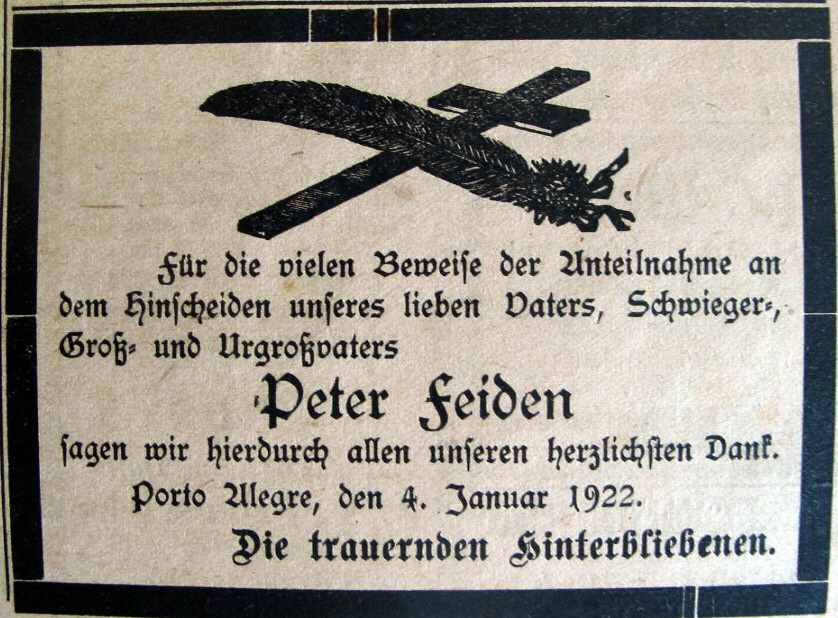 Für die vielen Beweise der Anteilnahme an
dem Hinscheiden unseres lieben Vaters, Schwieger-,
Groß- und Urgroßvaters
Peter Feiden
sagen wir hierdurch allen unseren herzlichsten Dank.
Porto Alegre, den 4. Januar 1922.
Die trauernden Hinterbliebenen.